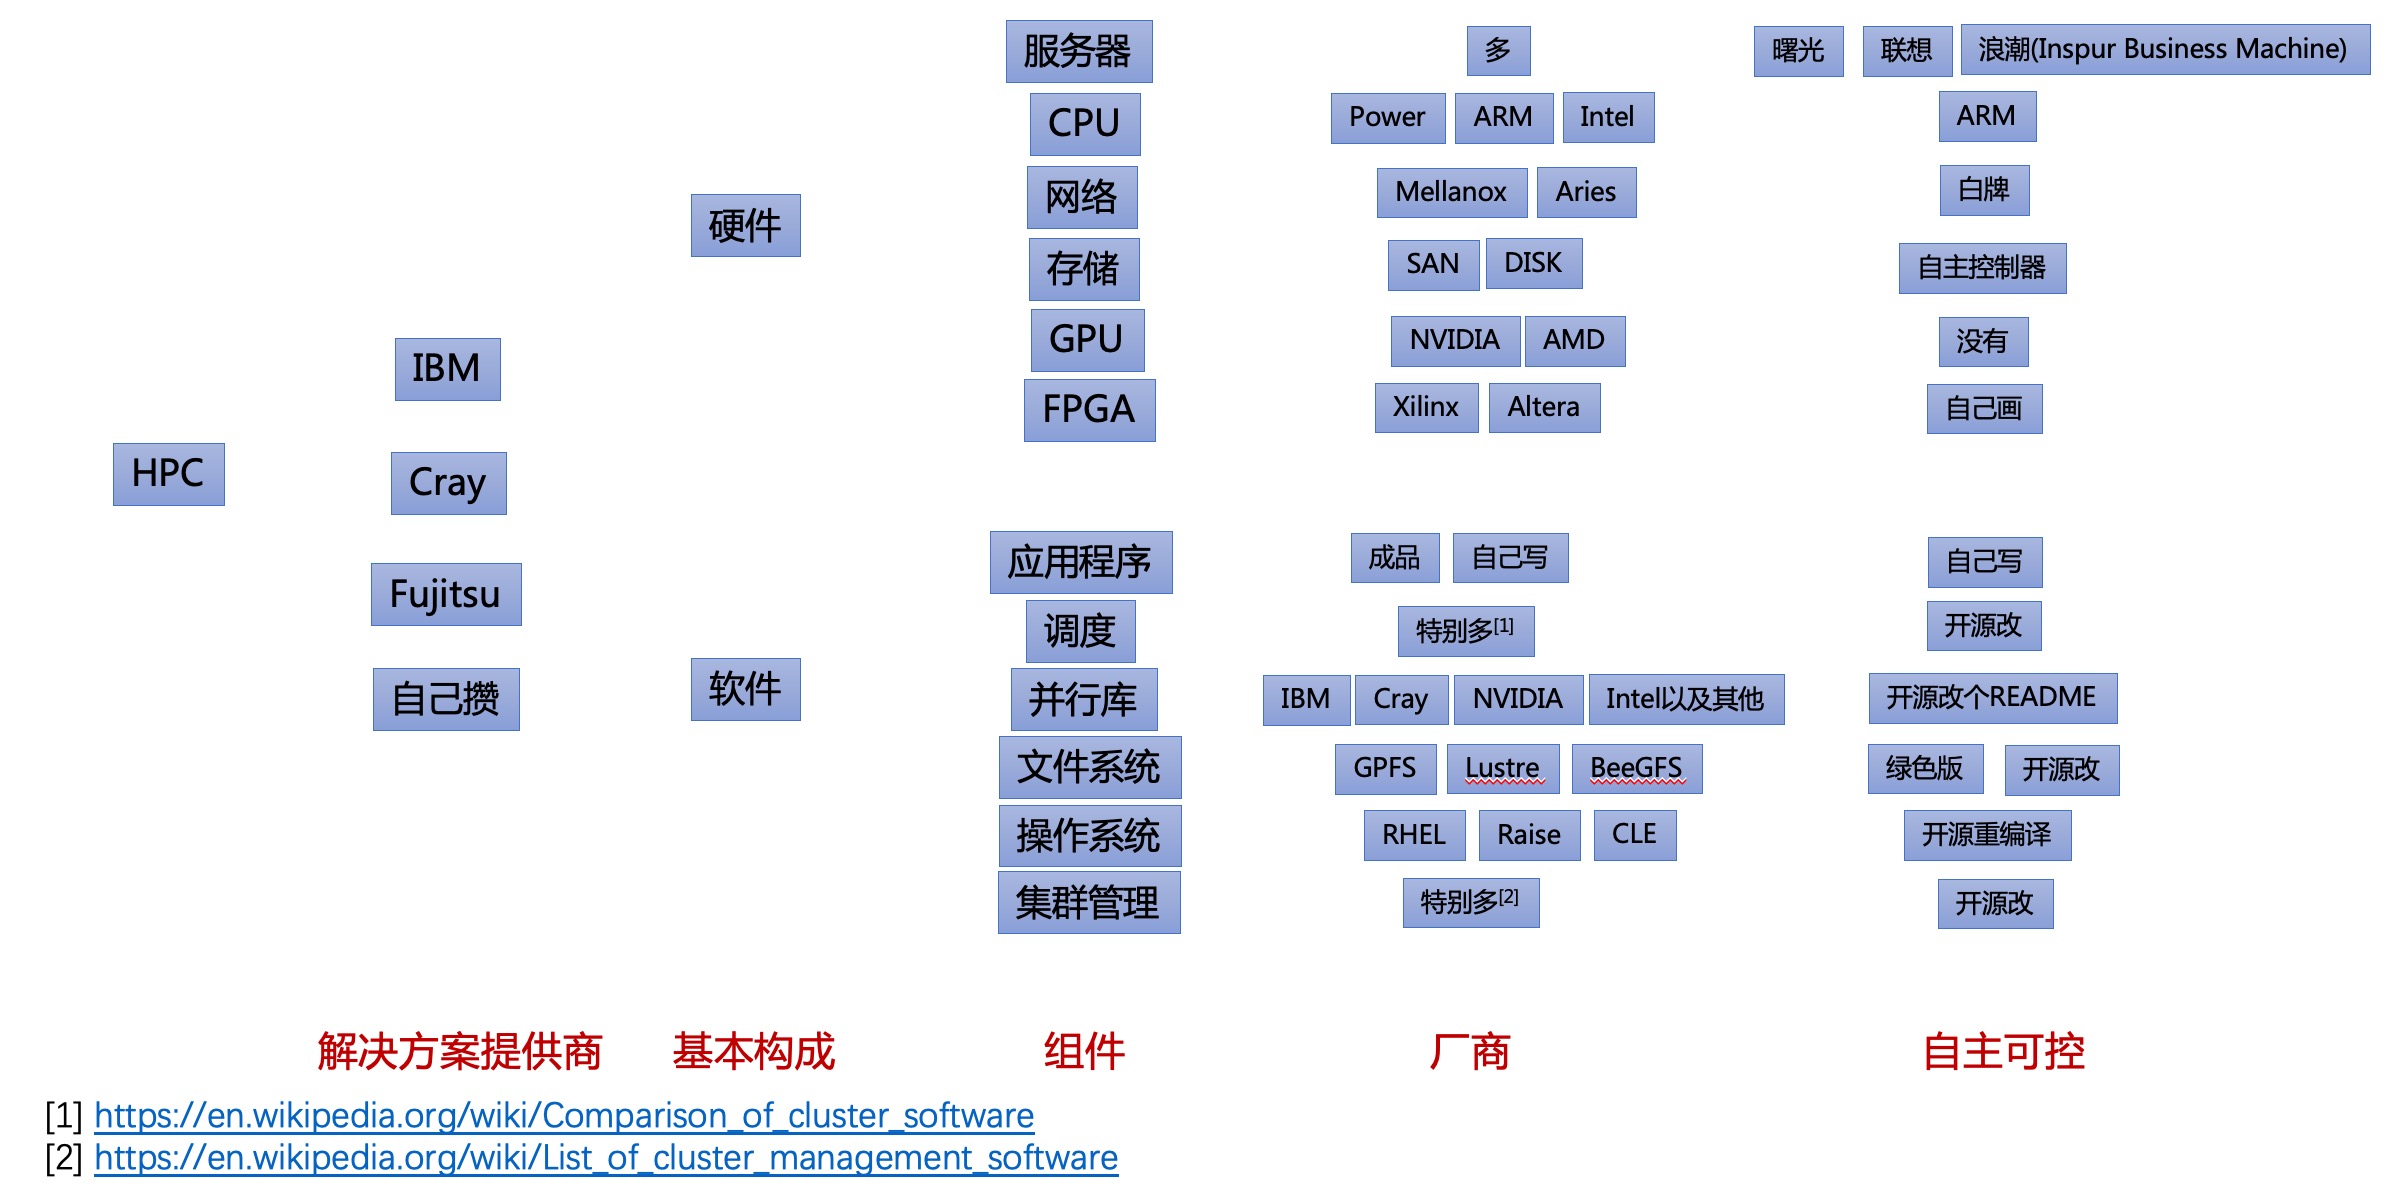 服务器 多 曙光 联想 浪潮(Inspur Business Machine)
CPU Power ARM Intel ARM
网络 Mellanox Aries 白牌
硬件
存储 SAN DISK 自主控制器
GPU NVIDIA AMD 没有
IBM
FPGA Xilinx Altera 自己画
HPC
Cray
应用程序 成品 自己写 自己写
Fujitsu
调度 特别多[1] 开源改
自己攒 软件 并行库 IBM Cray NVIDIA Intel以及其他 开源改个README
文件系统 GPFS Lustre BeeGFS 绿色版 开源改
操作系统 RHEL Raise CLE 开源重编译
集群管理 特别多[2] 开源改
解决方案提供商 基本构成 组件 厂商 自主可控
[1] https://en.wikipedia.org/wiki/Comparison_of_cluster_software
[2] https://en.wikipedia.org/wiki/List_of_cluster_management_software